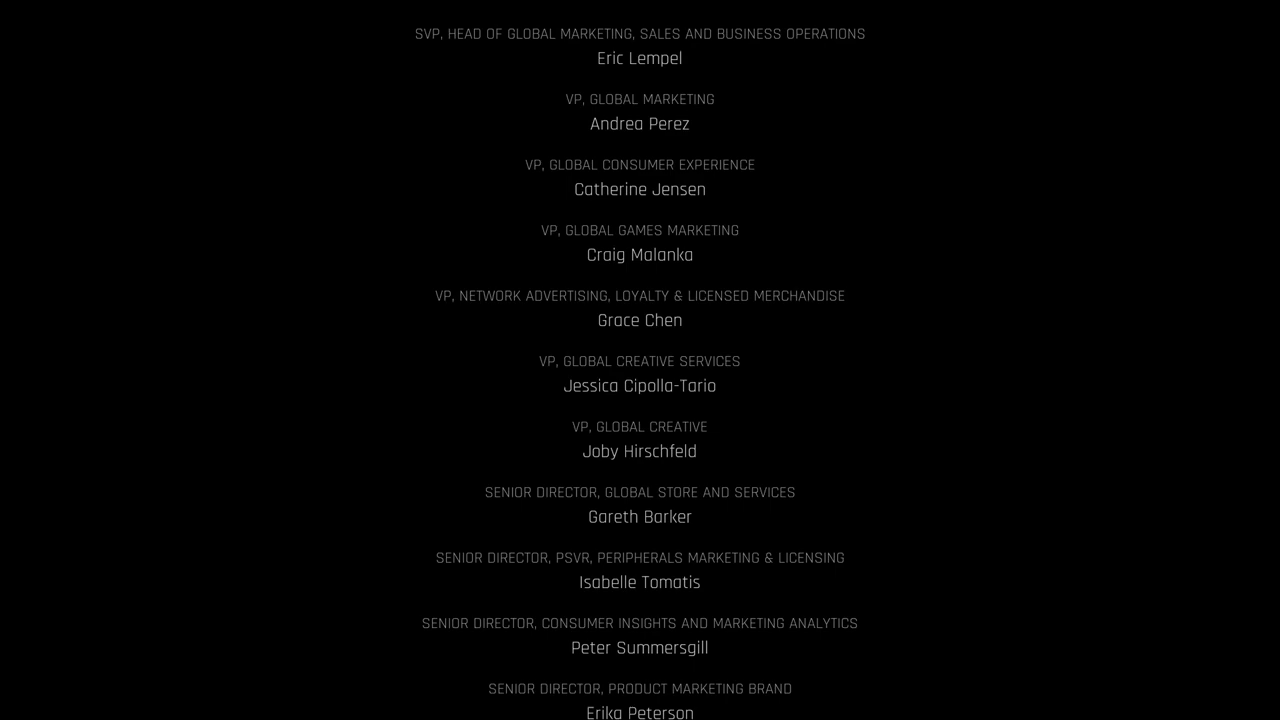 SVP, HEAD OF GLOBAL MARKETING, SALES AND BUSINESS OPERATIONS
Eric Lempel
VP, GLOBAL MARKETING
Andrea Perez
VP, GLOBAL CONSUMER EXPERIENCE
Catherine Jensen
VP, GLOBAL GAMES MARKETING
Craig Malanka
VP, NETWORK ADVERTISING, LOYALTY & LICENSED MERCHANDISE
Grace Chen
VP, GLOBAL CREATIVE SERVICES
Jessica Cipolla-Tario
VP, GLOBAL CREATIVE
Joby Hirschfeld
SENIOR DIRECTOR, GLOBAL STORE AND SERVICES
Gareth Barker
SENIOR DIRECTOR, PSVR, PERIPHERALS MARKETING & LICENSING
Isabelle Tomatis
SENIOR DIRECTOR, CONSUMER INSIGHTS AND MARKETING ANALYTICS
Peter Summersgill
SENIOR DIRECTOR, PRODUCT MARKETING BRAND
Erika Peterson